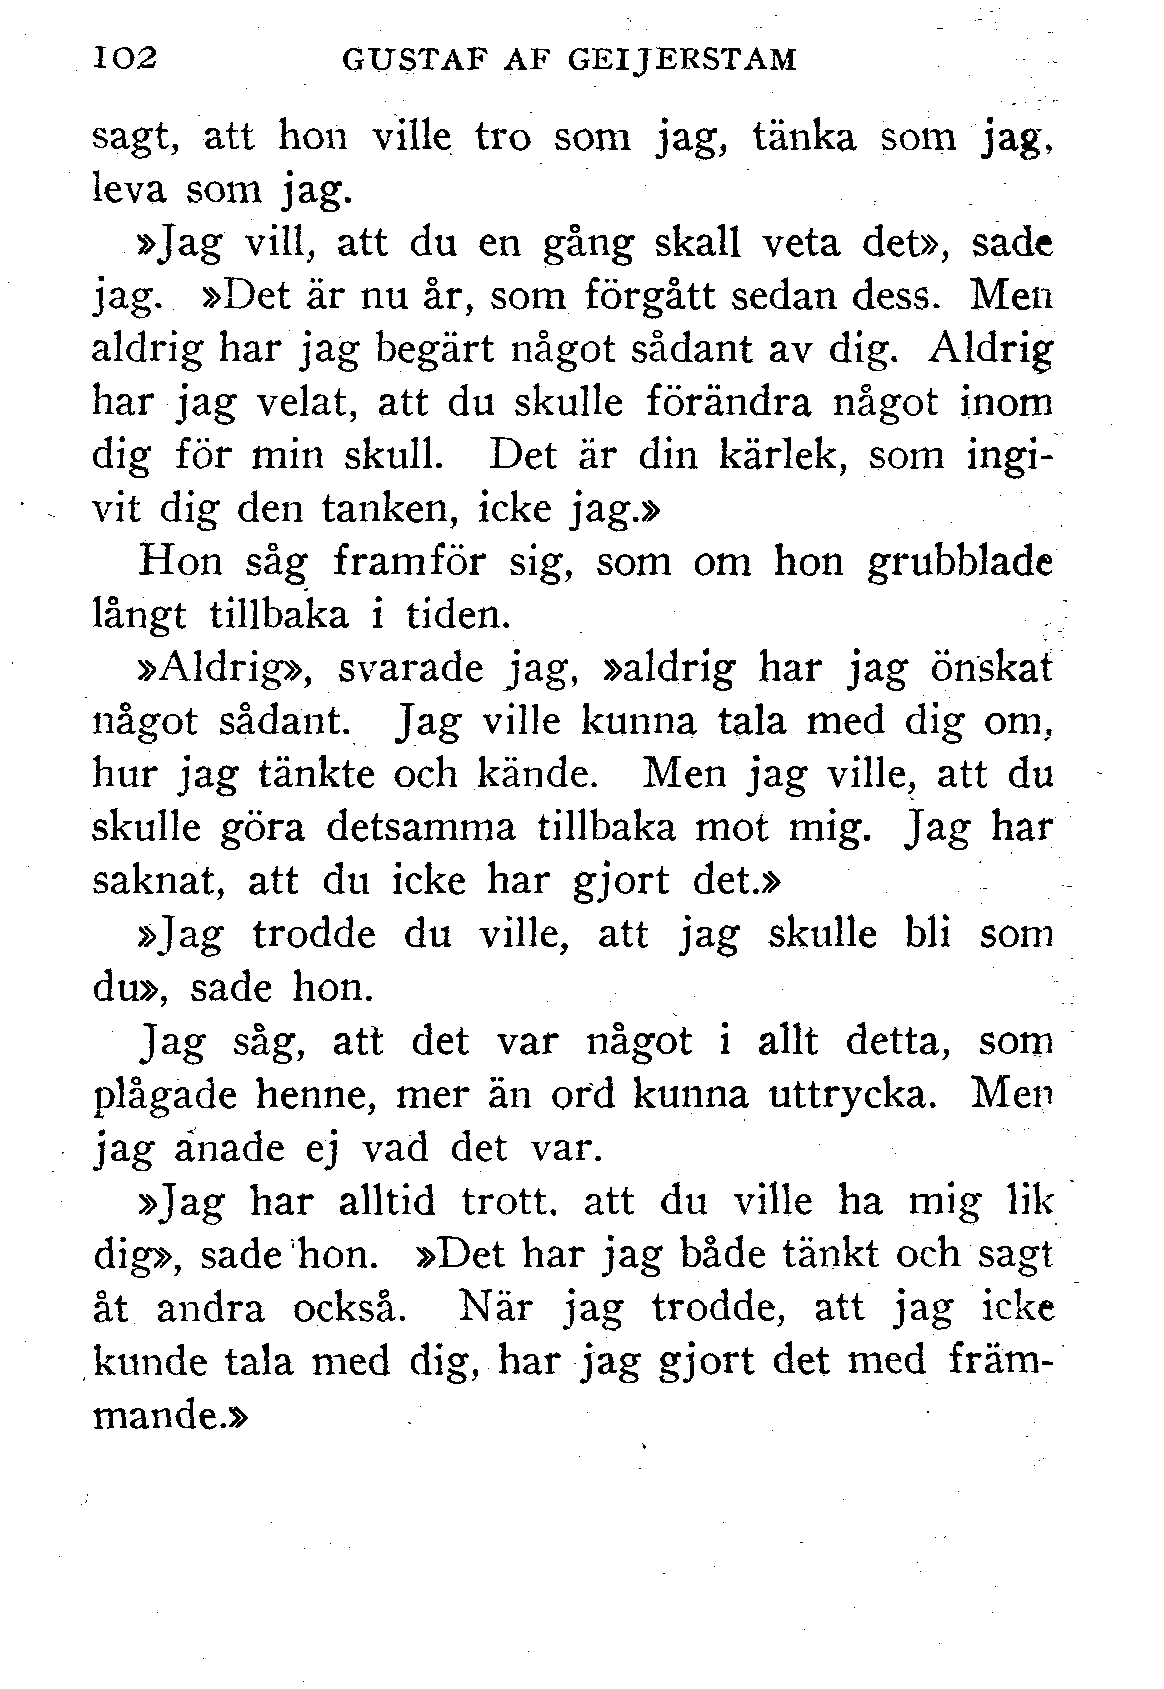 102 GUSTAF AF GEIJERSTAM
sagt, att hon ville tro som jag, tänka som jag,
leva som jag.
»Jag vill, att du en gång skall veta det», sade
jag. »Det är nu år, som förgått sedan dess. Men
aldrig har jag begärt något sådant av dig. Aldrig
har jag velat, att du skulle förändra något inom
dig för min skull. Det är din kärlek, som ingi-
vit dig den tanken, icke jag.»
Hon såg framför sig, som om hon grubblade
långt tillbaka i tiden.
»Aldrig», svarade jag, »aldrig har jag önskat
något sådant. Jag ville kunna tala med dig om,
hur jag tänkte och kände. Men jag ville, att du
skulle göra detsamma tillbaka mot mig. Jag har
saknat, att du icke har gjort det.»
»Jag trodde du ville, att jag skulle bli som
du», sade hon.
Jag såg, att det var något i allt detta, som
plågade henne, mer än ord kunna uttrycka. Men
jag anade ej vad det var.
»Jag har alltid trott. att du ville ha mig lik
dig», sade hon. »Det har jag både tänkt och sagt
åt andra också. När jag trodde, att jag icke
kunde tala med dig, har jag gjort det med främ-
mande.»